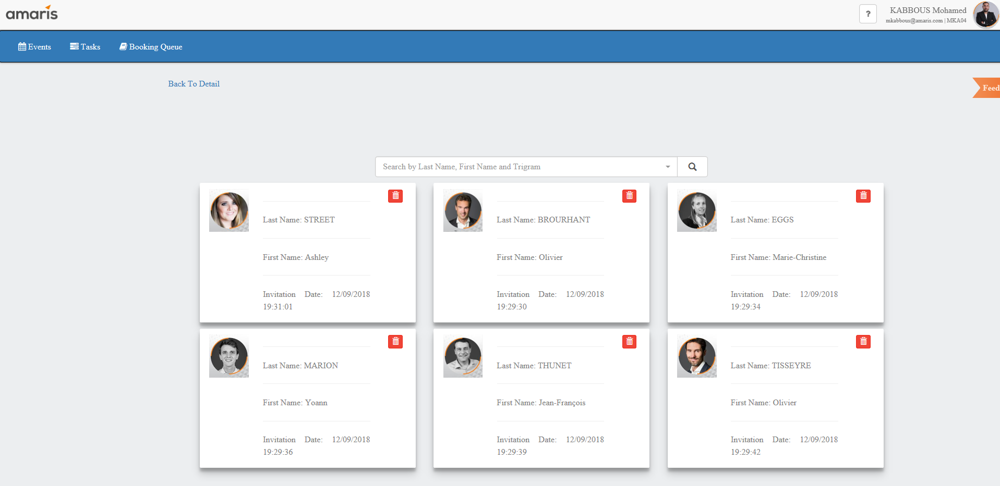 amaris
?
KABBOUS Mohamed
mkabbous@amaris.com | MKA04
Events
Tasks
Booking Queue
Back To Detail
Feed
Search by Last Name, First Name and Trigram
Last Name: STREET
First Name: Ashley
Invitation Date: 12/09/2018
19:31:01
Last Name: BROURHANT
First Name: Olivier
Invitation Date: 12/09/2018
19:29:30
Last Name: EGGS
First Name: Marie-Christine
Invitation Date: 12/09/2018
19:29:34
Last Name: MARION
First Name: Yoann
Invitation Date: 12/09/2018
19:29:36
Last Name: THUNET
First Name: Jean-François
Invitation Date: 12/09/2018
19:29:39
Last Name: TISSEYRE
First Name: Olivier
Invitation Date: 12/09/2018
19:29:42